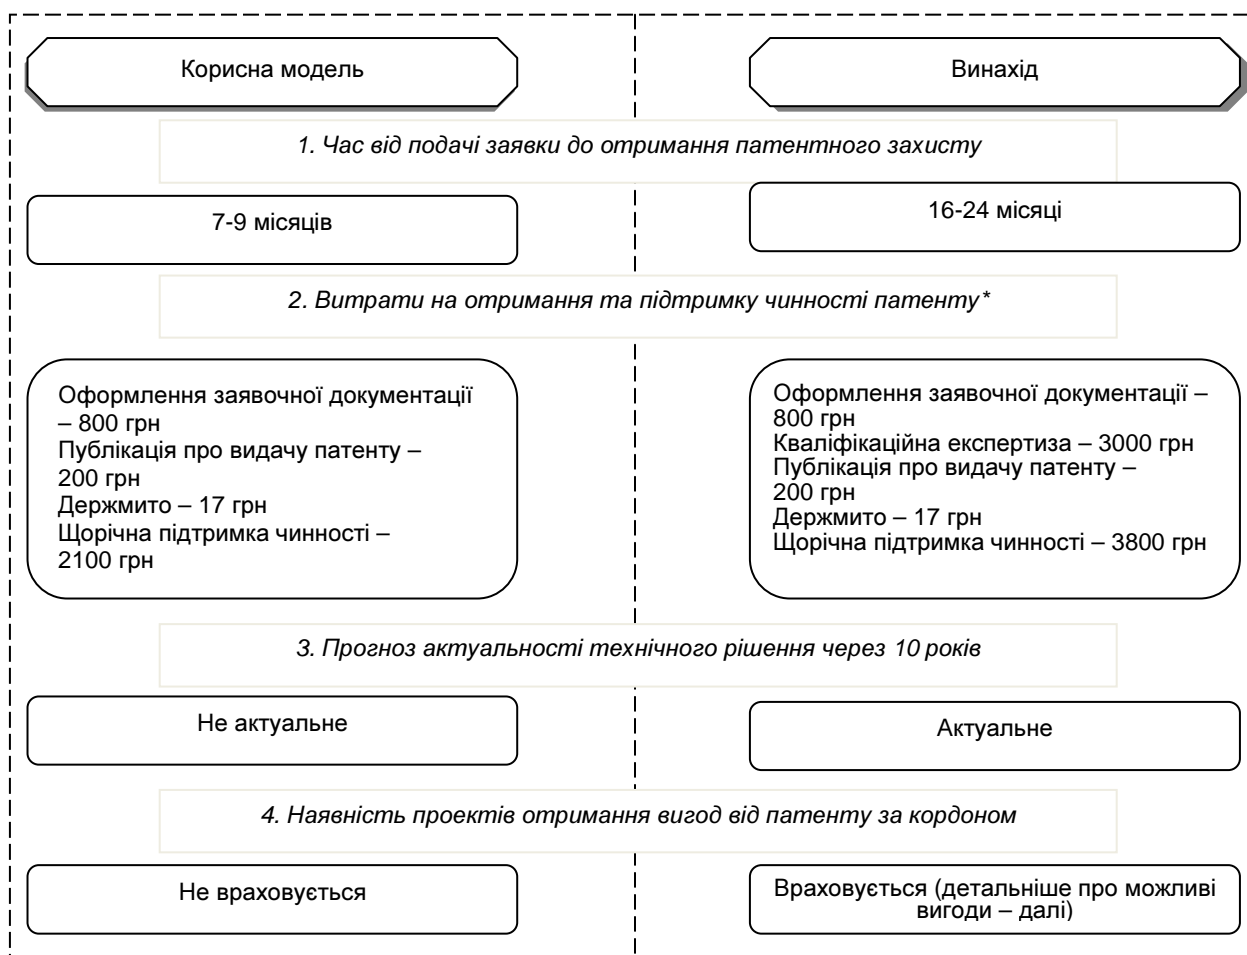 Корисна модель
Винахід
1. Час від подачі заявки до отримання патентного захисту
7-9 місяців
16-24 місяці
2. Витрати на отримання та підтримку чинності патенту*
Оформлення заявочної документації
– 800 грн
Публікація про видачу патенту –
200 грн
Держмито – 17 грн
Щорічна підтримка чинності –
2100 грн
Оформлення заявочної документації –
800 грн
Кваліфікаційна експертиза – 3000 грн
Публікація про видачу патенту –
200 грн
Держмито – 17 грн
Щорічна підтримка чинності – 3800 грн
3. Прогноз актуальності технічного рішення через 10 років
Не актуальне
Актуальне
4. Наявність проектів отримання вигод від патенту за кордоном
Не враховується
Враховується (детальніше про можливі
вигоди – далі)